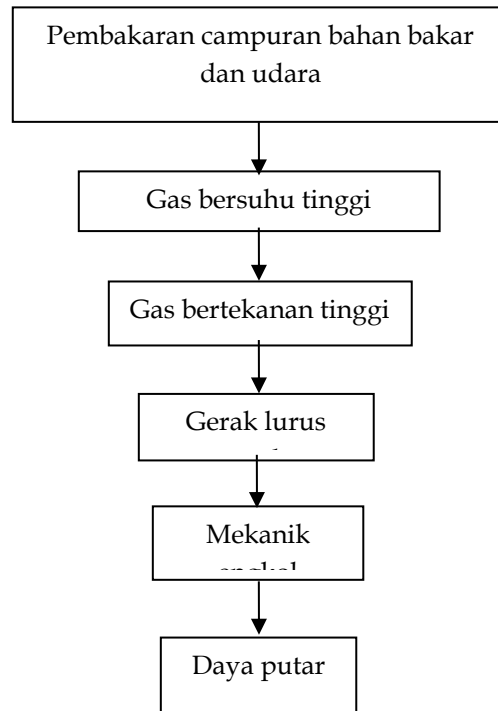 Pembakaran campuran bahan bakar
dan udara
Gas bersuhu tinggi
Gas bertekanan tinggi
Gerak lurus
Mekanik
Daya putar